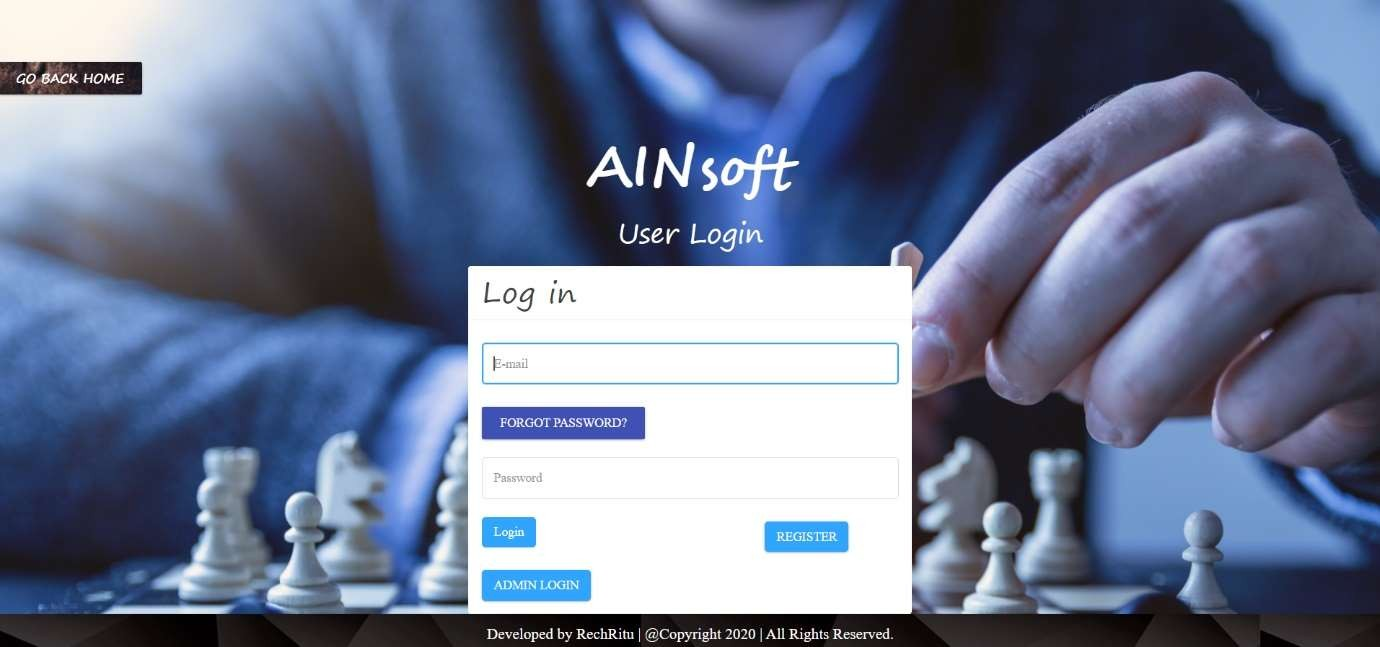 GO BACK HOME
AINsoft
User Login
Log in
E-mail
FORGOT PASSWORD?
Password
Login
REGISTER
ADMIN LOGIN
Developed by RechRitu | @Copyright 2020 | All Rights Reserved.